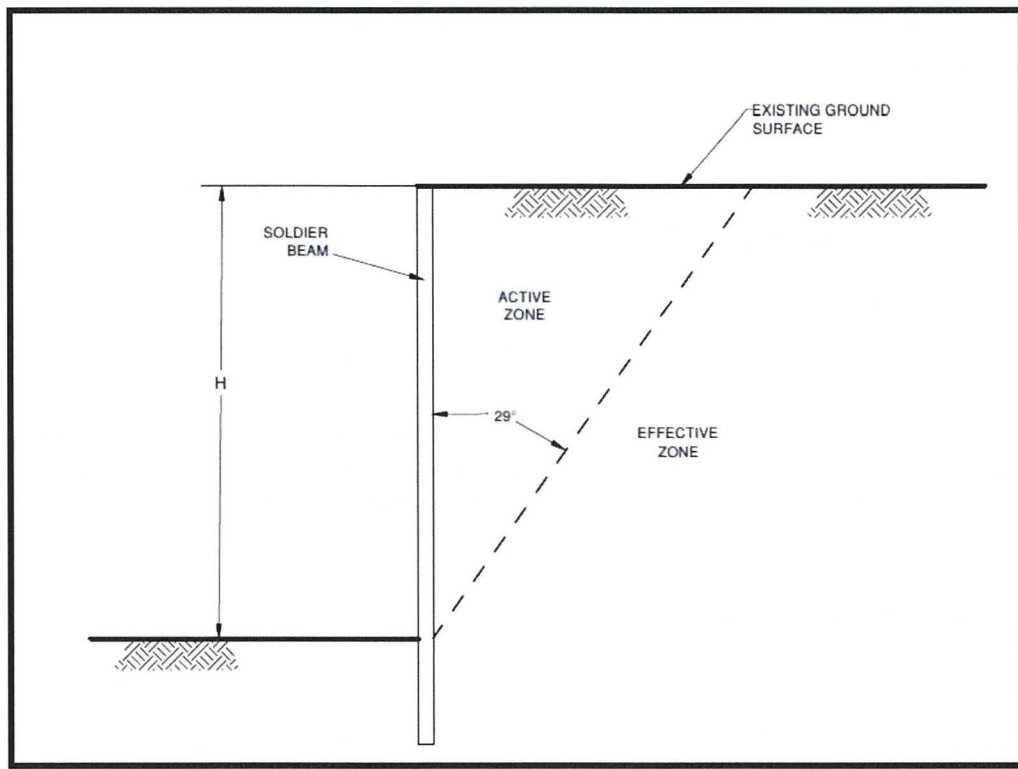 EXISTING GROUND
SURFACE
SOLDIER
BEAM
ACTIVE
ZONE
H
29°
EFFECTIVE
ZONE